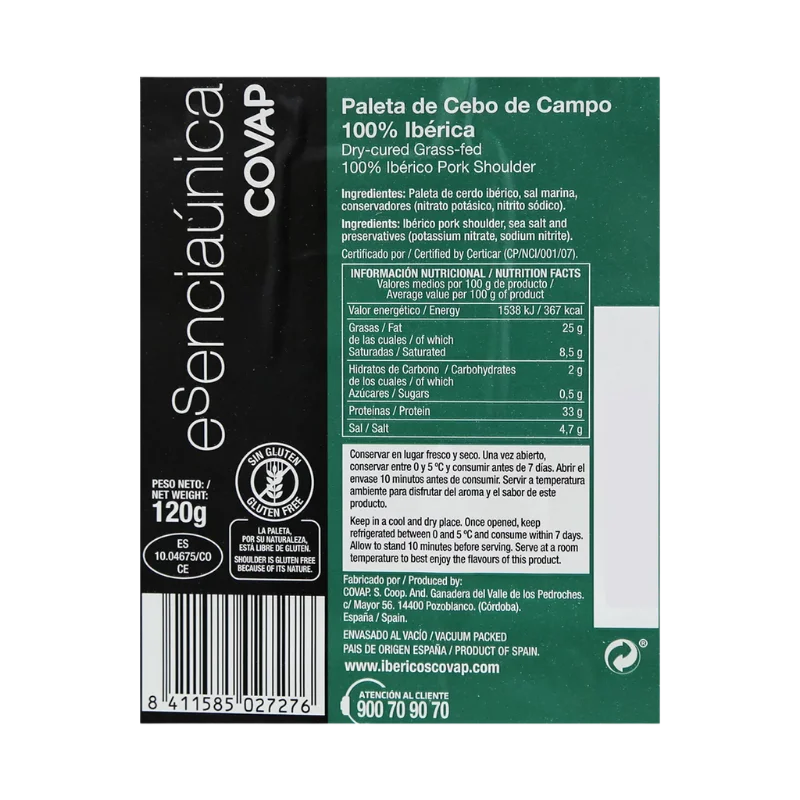 esenciaúnica
COVAP
Paleta de Cebo de Campo
100% Ibérica
Dry-cured Grass-fed
100% Ibérico Pork Shoulder
Ingredientes: Paleta de cerdo ibérico, sal marina,
conservadores (nitrato potásico, nitrito sódico).
Ingredients: Ibérico pork shoulder, sea salt and
preservatives (potassium nitrate, sodium nitrite).
Certificado por / Certified by Certicar (CP/NCI/001/07).
INFORMACIÓN NUTRICIONAL / NUTRITION FACTS
Valores medios por 100 g de producto /
Average value per 100 g of product
Valor energético / Energy 1538 kJ / 367 kcal
Grasas / Fat 25 g
de las cuales / of which
Saturadas / Saturated 8,5 g
Hidratos de Carbono / Carbohydrates 2 g
de los cuales / of which
Azúcares / Sugars 0,5 g
Proteínas / Protein 33 g
Sal / Salt 4,7 g
Conservar en lugar fresco y seco. Una vez abierto,
conservar entre 0 y 5 ºC y consumir antes de 7 días. Abrir el
envase 10 minutos antes de consumir. Servir a temperatura
ambiente para disfrutar del aroma y el sabor de este
producto.
Keep in a cool and dry place. Once opened, keep
refrigerated between 0 and 5 ºC and consume within 7 days.
Allow to stand 10 minutes before serving. Serve at a room
temperature to best enjoy the flavours of this product.
Fabricado por / Produced by:
COVAP. S. Coop. And. Ganadera del Valle de los Pedroches.
c/ Mayor 56. 14400 Pozoblanco. (Córdoba).
España / Spain.
ENVASADO AL VACÍO / VACUUM PACKED
PAIS DE ORIGEN ESPAÑA / PRODUCT OF SPAIN.
www.ibericoscovap.com
ATENCIÓN AL CLIENTE
900 70 90 70
PESO NETO: /
NET WEIGHT:
120g
SIN GLUTEN
GLUTEN FREE
LA PALETA,
POR SU NATURALEZA,
ESTÁ LIBRE DE GLUTEN.
SHOULDER IS GLUTEN FREE
BECAUSE OF ITS NATURE.
ES
10.04675/CO
CE
8 411585 027276
®